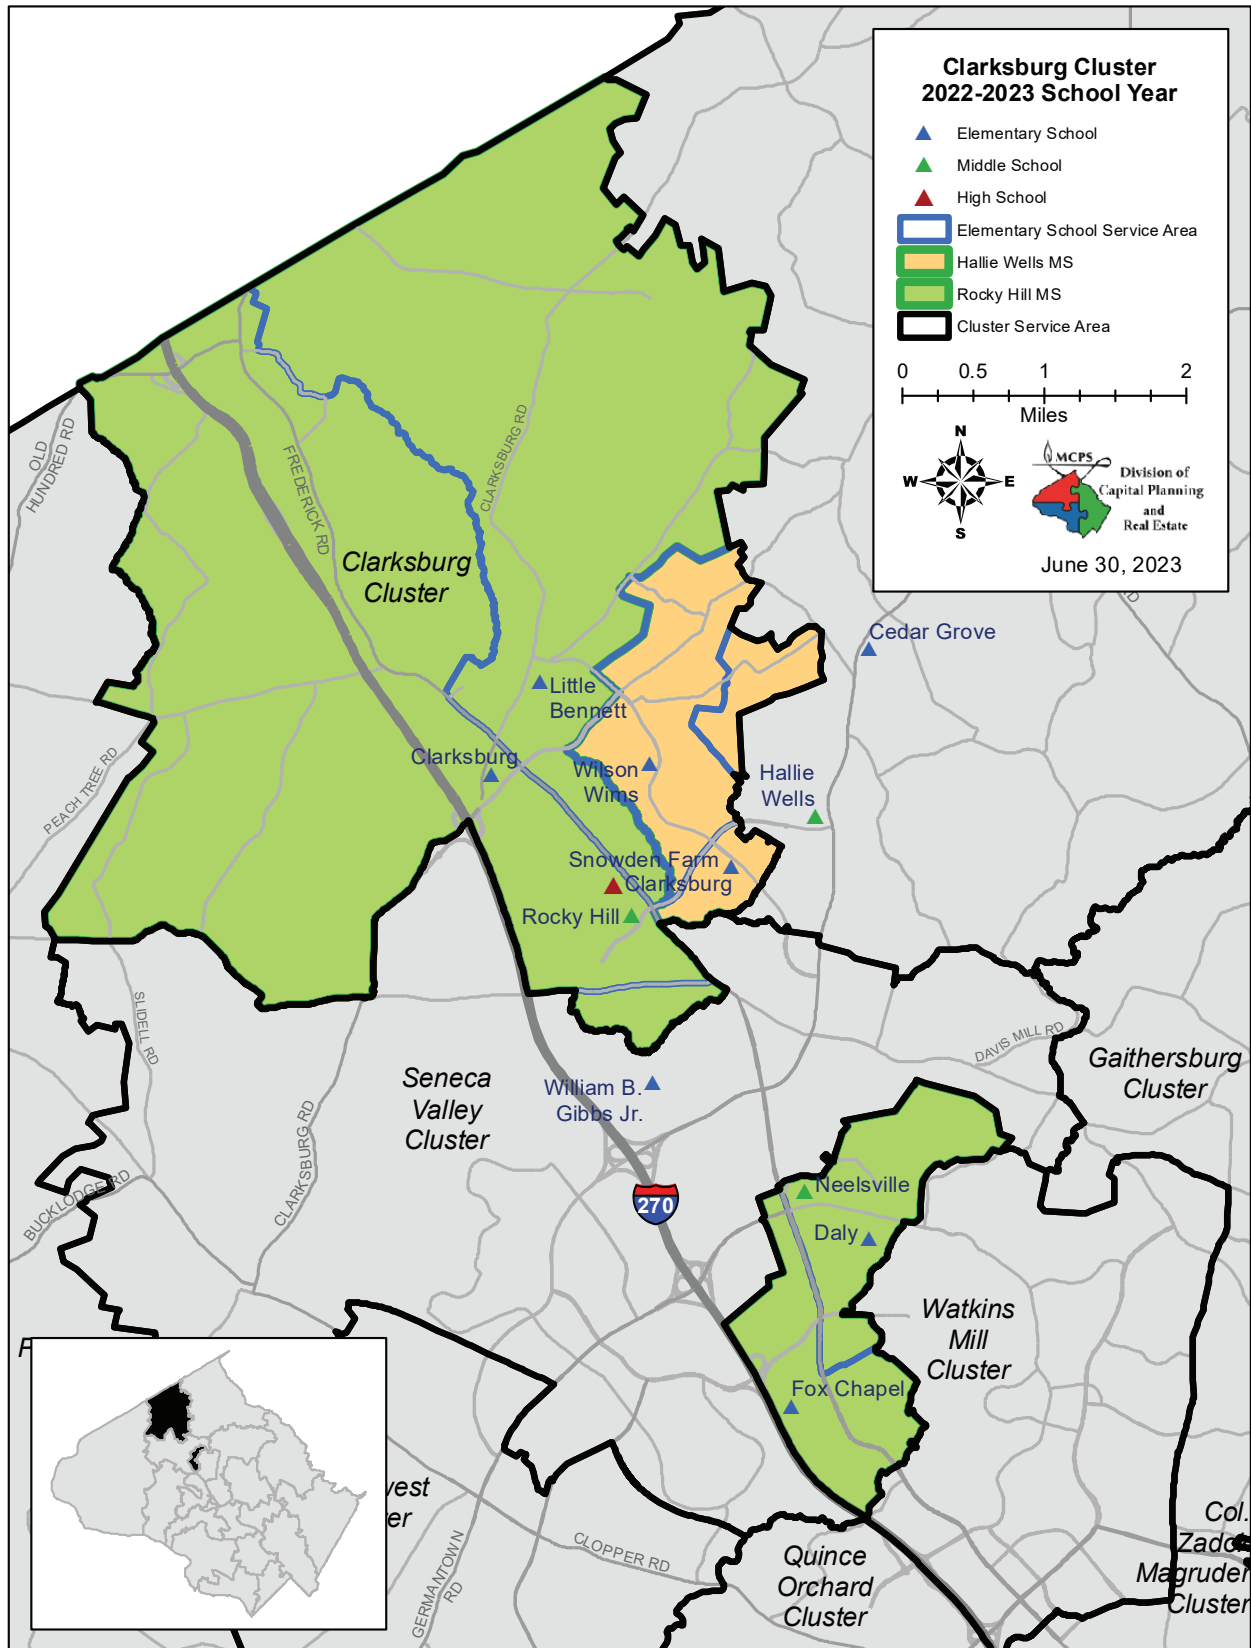 Clarksburg Cluster
2022-2023 School Year
Elementary School
Middle School
High School
Elementary School Service Area
Hallie Wells MS
Rocky Hill MS
Cluster Service Area
0 0.5 1 2
Miles
N
W E
S
MCPS
Division of
Capital Planning
and
Real Estate
June 30, 2023
OLD
HUNDRED RD
FREDERICK RD
CLARKSBURG RD
Clarksburg
Cluster
RD
Cedar Grove
Little
Bennett
Clarksburg
Wilson
Wims
Hallie
Wells
PEACH TREE RD
Snowden Farm
Clarksburg
Rocky Hill
SLIDELL RD
DAVIS MILL RD
Gaithersburg
Cluster
Seneca
Valley
Cluster
William B.
Gibbs Jr.
CLARKSBURG RD
BUCKLODGE RD
270
Neelsville
Daly
Watkins
Mill
Cluster
Fox Chapel
vest
er
GERMANTOWN
RD
CLOPPER RD
Quince
Orchard
Cluster
Col.
Zadok
Magruder
Cluster